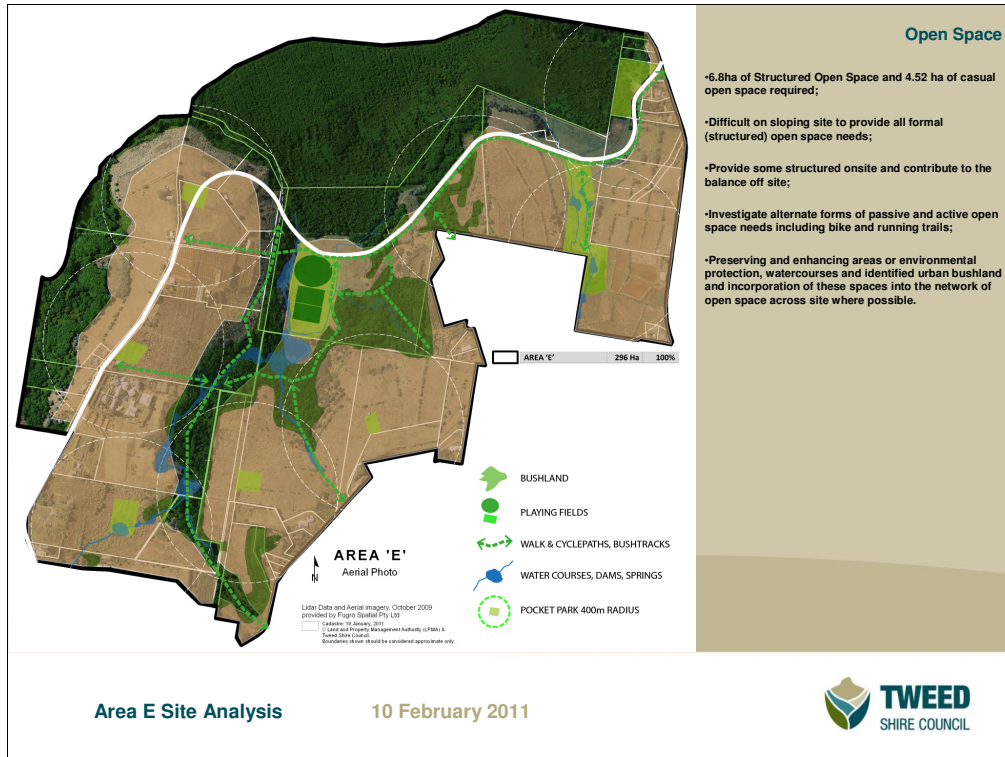 Open Space
•6.8ha of Structured Open Space and 4.52 ha of casual
open space required;
•Difficult on sloping site to provide all formal
(structured) open space needs;
•Provide some structured onsite and contribute to the
balance off site;
•Investigate alternate forms of passive and active open
space needs including bike and running trails;
•Preserving and enhancing areas or environmental
protection, watercourses and identified urban bushland
and incorporation of these spaces into the network of
open space across site where possible.
AREA 'E' 296 Ha 100%
BUSHLAND
PLAYING FIELDS
WALK & CYCLEPATHS, BUSHTRACKS
WATER COURSES, DAMS, SPRINGS
POCKET PARK 400m RADIUS
N
AREA 'E'
Aerial Photo
Lidar Data and Aerial imagery, October 2009
provided by Fugro Spatial Pty Ltd
Cadastre: 19 January, 2011
© Land and Property Management Authority (LPMA) &
Tweed Shire Council.
Boundaries shown should be considered approximate only.
Area E Site Analysis
10 February 2011
TWEED
SHIRE COUNCIL